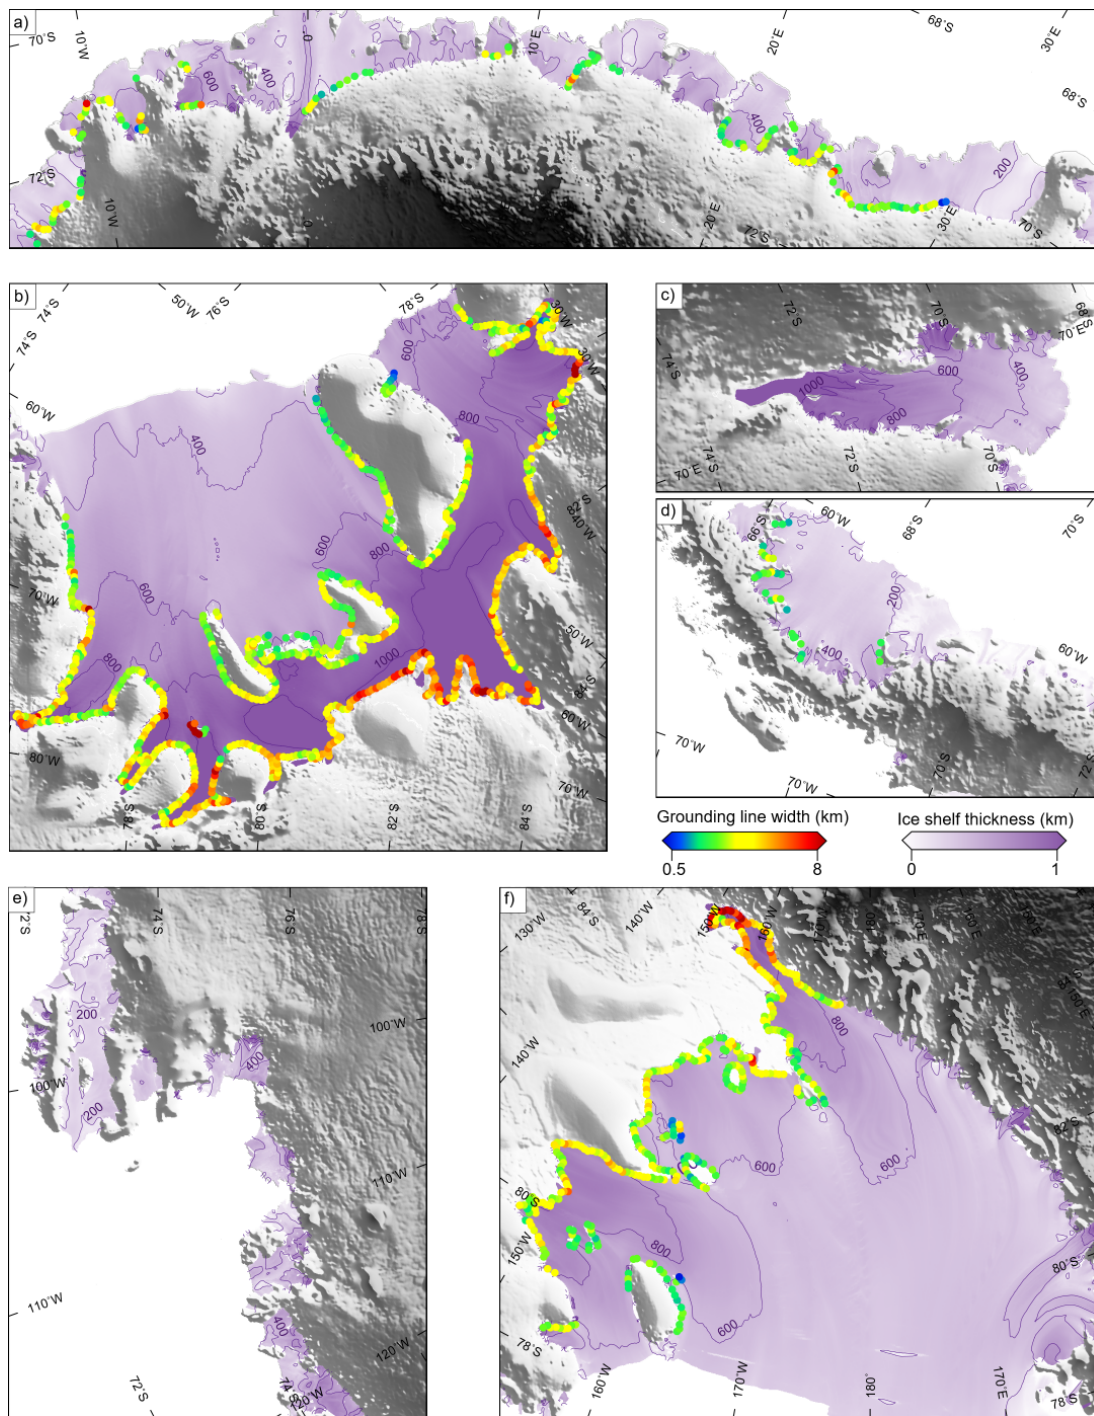 a)
70°S
10°W
0
10°E
20°E
68°S
30°E
68°S
600
400
400
200
72°S
10°W
0
20°E
72°S
30°E
70°S
b)
74°S
50°W
76°S
78°S
30°W
74°S
60°W
30°W
600
800
400
82°S
40°W
600
800
600
70°W
50°W
84°S
800
1000
60°W
80°W
70°W
78°S
80°S
82°S
84°S
c)
72°S
70°S
68°S
70°E
74°S
600
400
1000
800
74°S
70°E
72°S
70°S
d)
66°S
60°W
68°S
70°S
200
400
60°W
70°W
70°W
70°S
72°S
Grounding line width (km)
0.5
8
Ice shelf thickness (km)
0
1
e)
72°S
74°S
76°S
78°S
200
100°W
400
100°W
200
110°W
110°W
400
120°W
72°S
74°S
120°W
f)
130°W
84°S
140°W
150°W
160°W
170°W
180°
170°E
160°E
84°S
150°E
800
140°W
82°S
600
600
80°S
150°W
800
80°S
600
78°S
160°W
170°W
180°
170°E
78°S